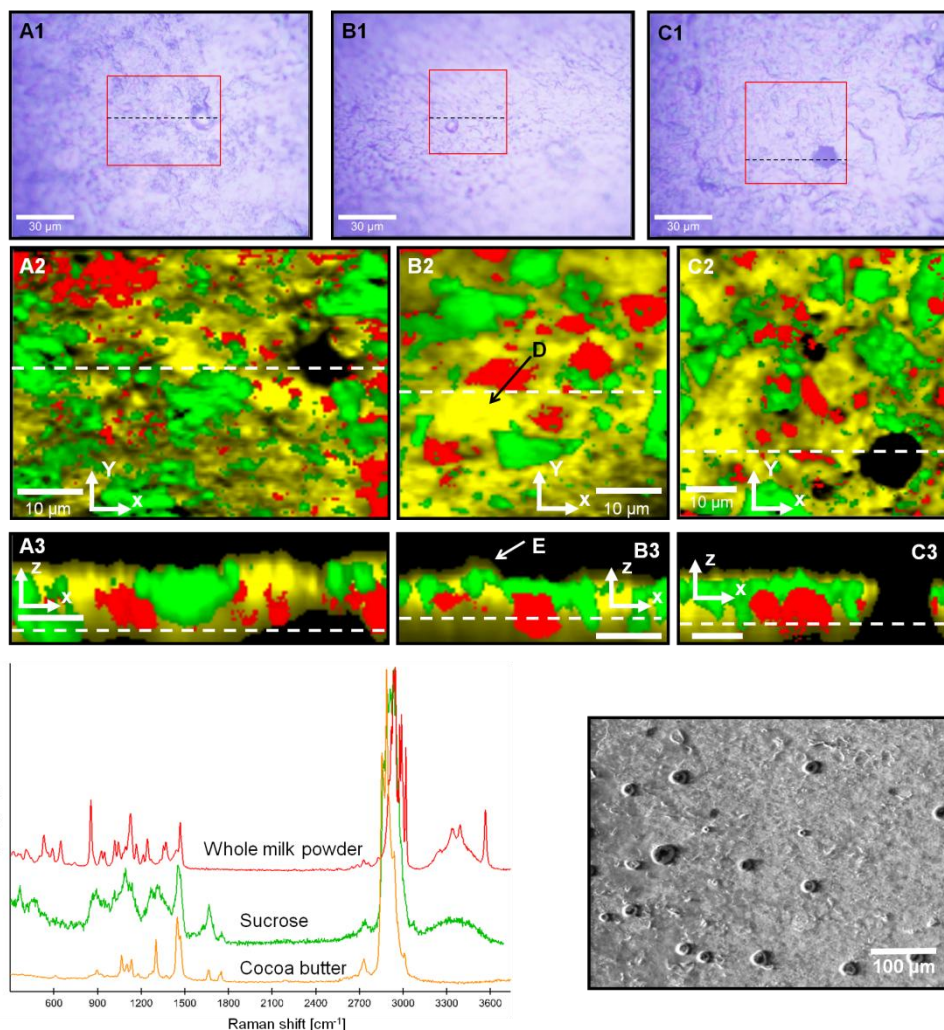 A1
B1
C1
30 µm
30 µm
30 µm
A2
B2
C2
D
Y
x
10 µm
Y
x
10 µm
Y
x
10 µm
A3
z
x
E
B3
z
x
C3
z
x
Whole milk powder
Sucrose
Cocoa butter
600 900 1200 1500 1800 2100 2400 2700 3000 3300 3600
Raman shift [cm⁻¹]
100 µm